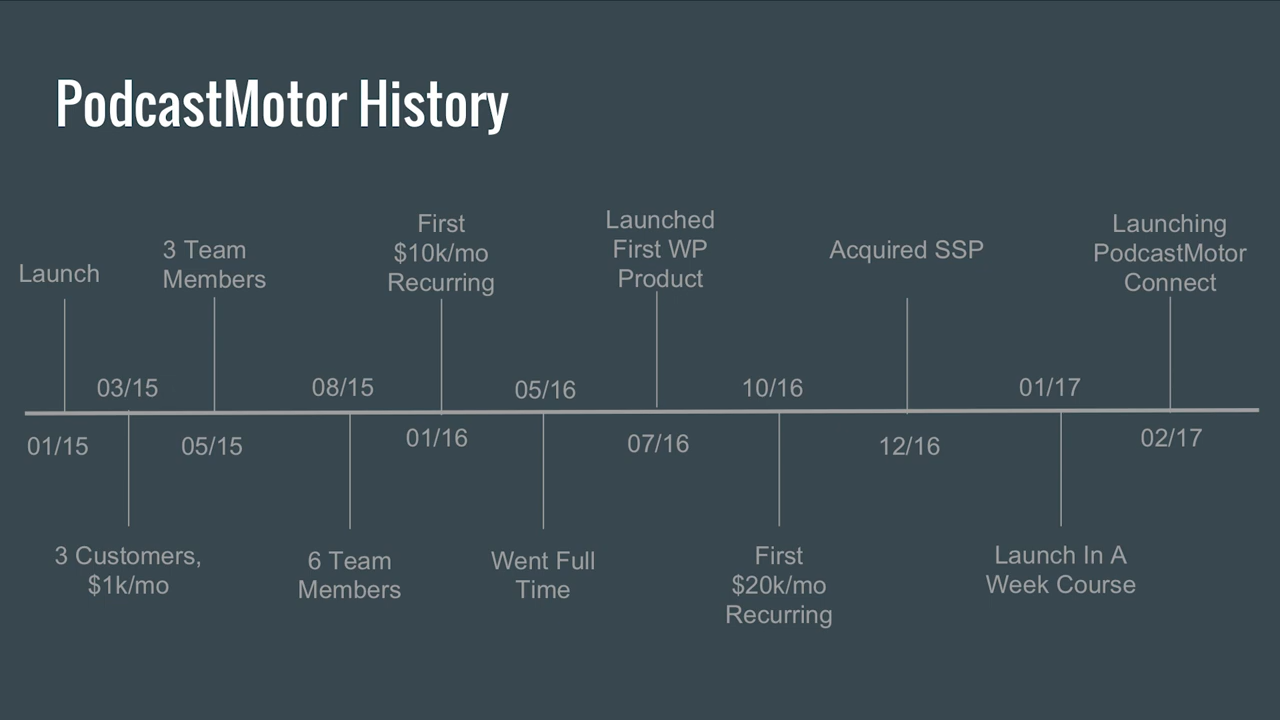 PodcastMotor History
Launch
3 Team
Members
First
$10k/mo
Recurring
Launched
First WP
Product
Acquired SSP
Launching
PodcastMotor
Connect
03/15
08/15
05/16
10/16
01/17
01/15
05/15
01/16
07/16
12/16
02/17
3 Customers,
$1k/mo
6 Team
Members
Went Full
Time
First
$20k/mo
Recurring
Launch In A
Week Course